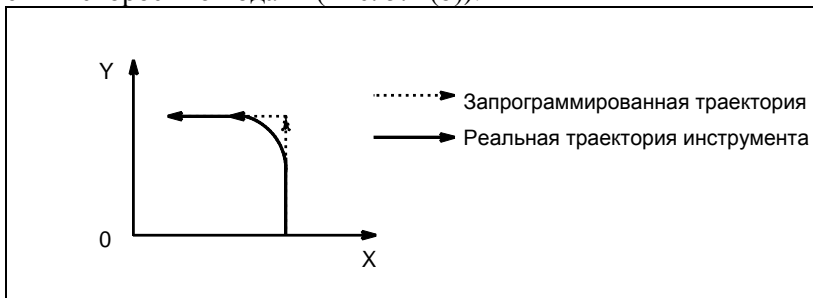 Y
Запрограммированная траектория
Реальная траектория инструмента
0
X